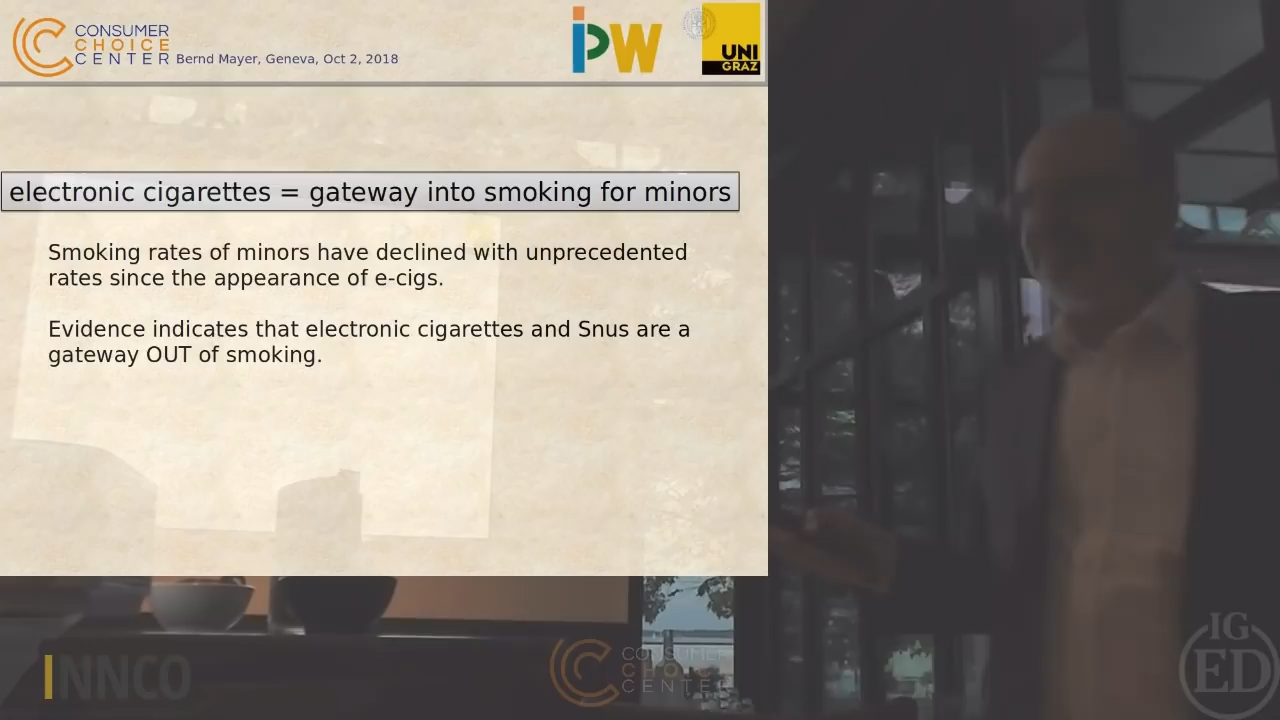 CONSUMER
CHOICE
CENTER
Bernd Mayer, Geneva, Oct 2, 2018
iPW
UNI
GRAZ
electronic cigarettes = gateway into smoking for minors
Smoking rates of minors have declined with unprecedented
rates since the appearance of e-cigs.
Evidence indicates that electronic cigarettes and Snus are a
gateway OUT of smoking.
INNCO
CONSUMER
CHOICE
CENTER
IG
ED